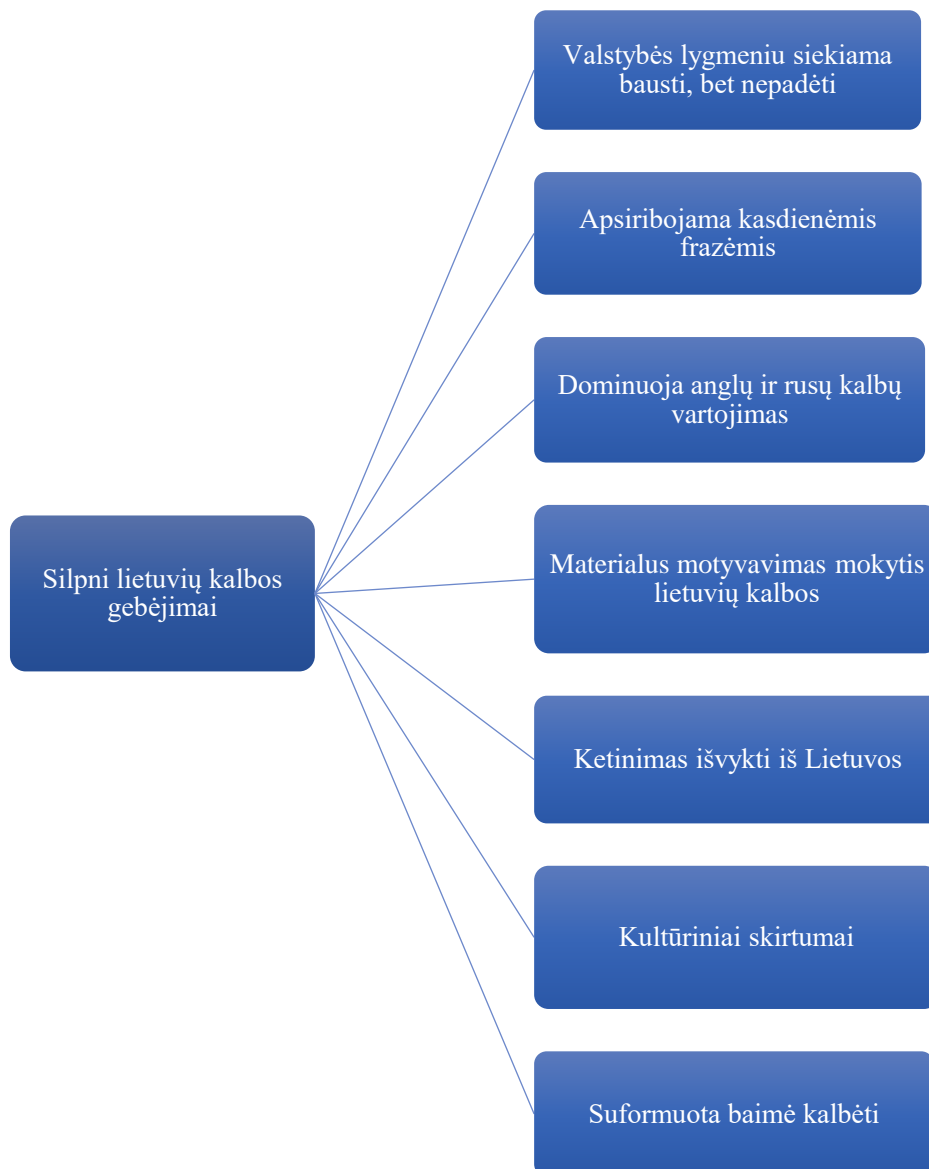 Valstybės lygmeniu siekiama
bausti, bet nepadėti
Apsiribojama kasdienėmis
frazėmis
Dominuoja anglų ir rusų kalbų
vartojimas
Silpni lietuvių kalbos
gebėjimai
Materialus motyvavimas mokytis
lietuvių kalbos
Ketinimas išvykti iš Lietuvos
Kultūriniai skirtumai
Suformuota baimė kalbėti